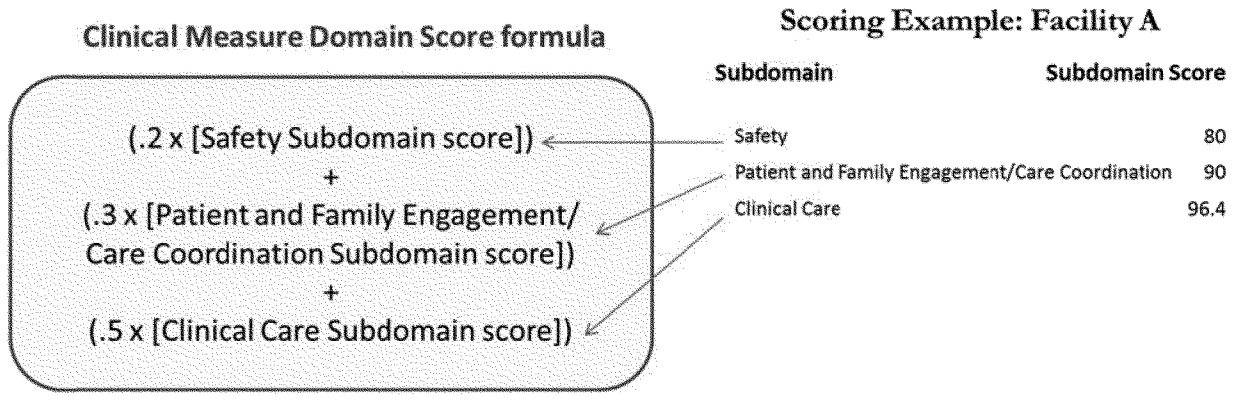 Clinical Measure Domain Score formula
(.2 x [Safety Subdomain score])
+
(.3 x [Patient and Family Engagement/
Care Coordination Subdomain score])
+
(.5 x [Clinical Care Subdomain score])
Scoring Example: Facility A
Subdomain Subdomain Score
Safety 80
Patient and Family Engagement/Care Coordination 90
Clinical Care 96.4